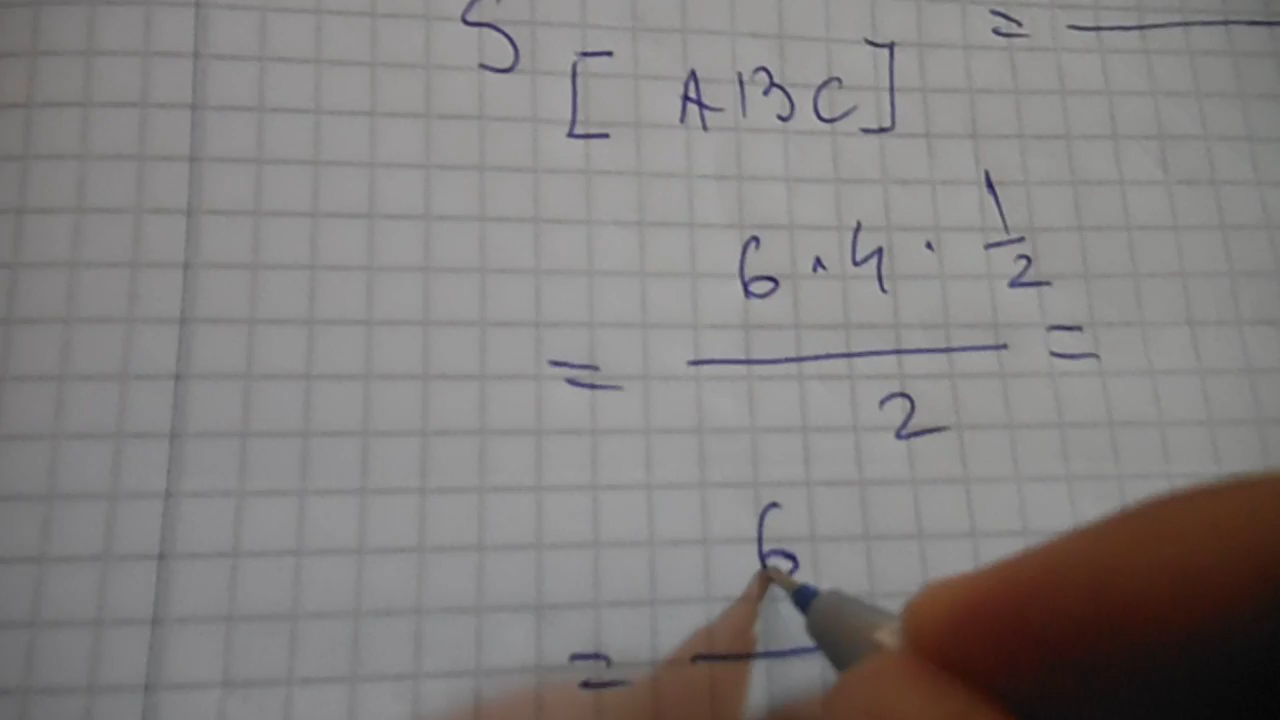 S[ABC] =
= 6 · 4 · 1/2 / 2 =
= 6